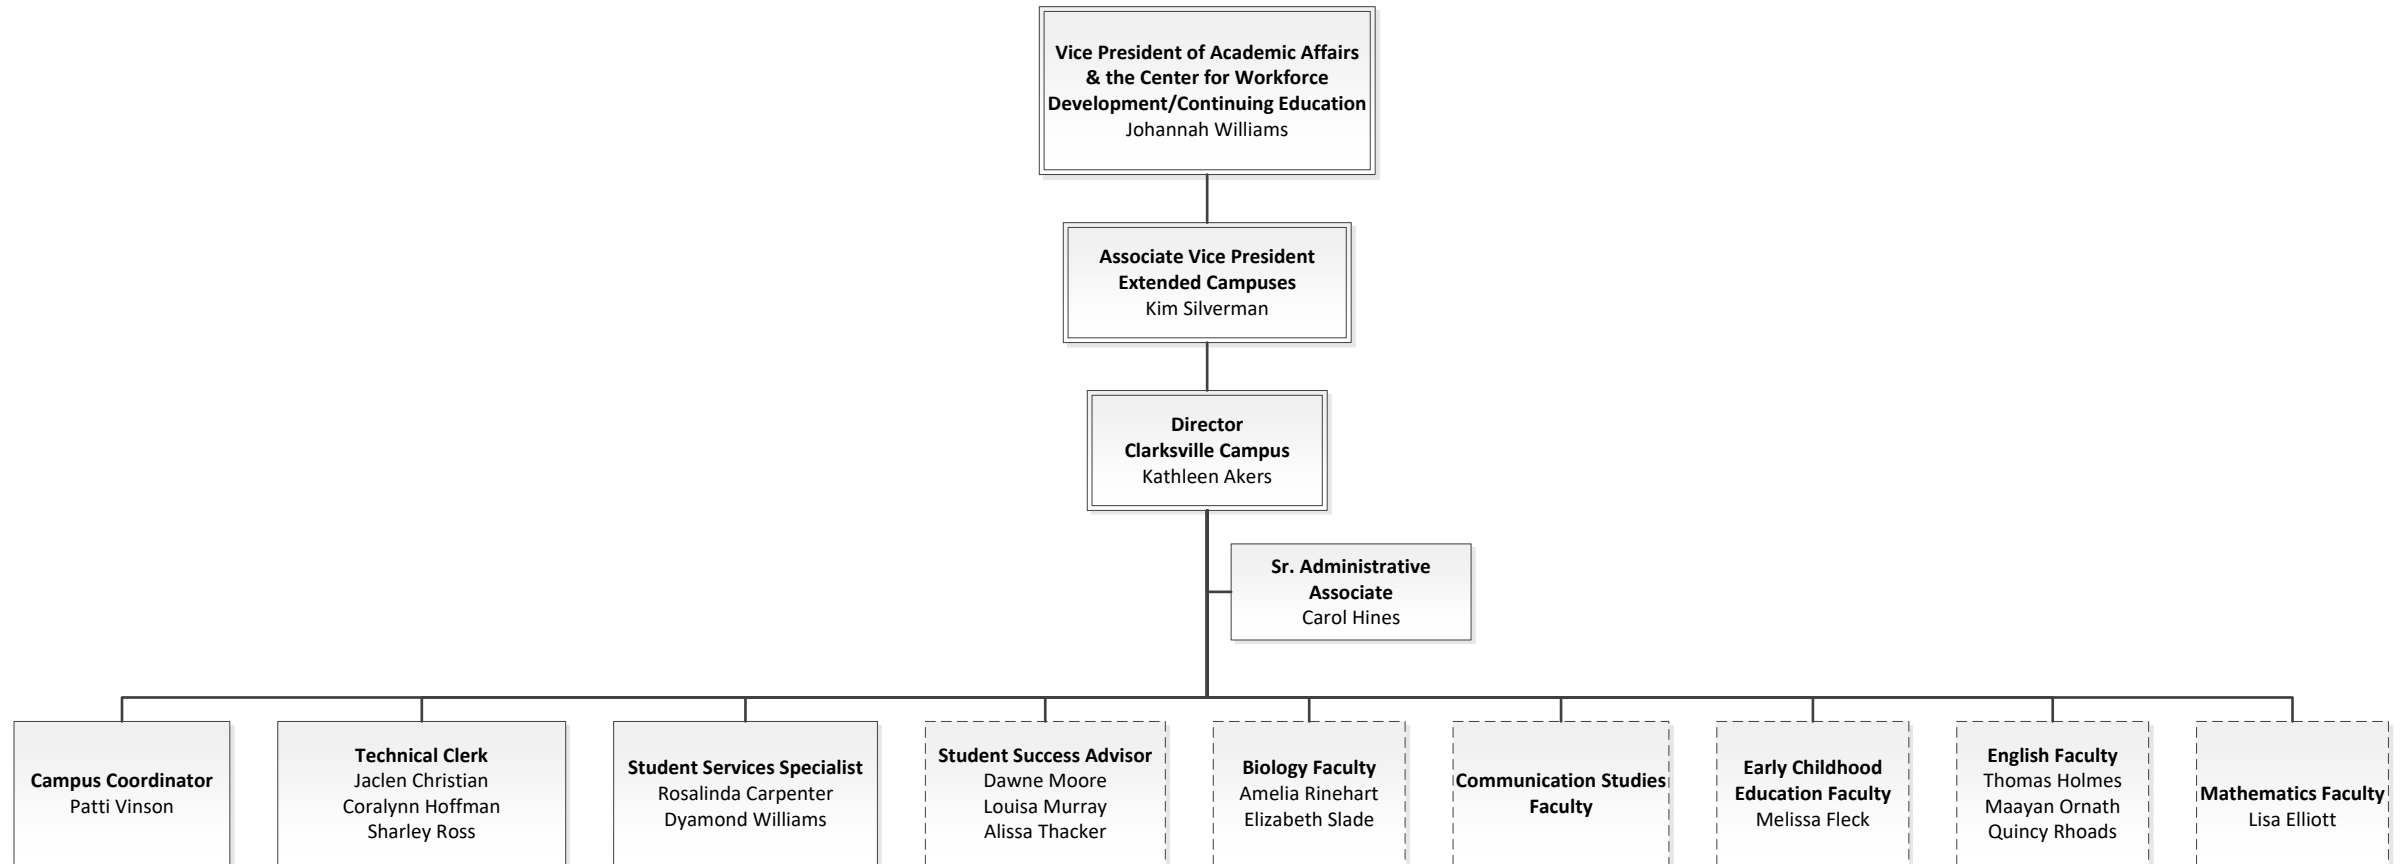 Vice President of Academic Affairs
& the Center for Workforce
Development/Continuing Education
Johannah Williams
Associate Vice President
Extended Campuses
Kim Silverman
Director
Clarksville Campus
Kathleen Akers
Sr. Administrative
Associate
Carol Hines
Campus Coordinator
Patti Vinson
Technical Clerk
Jaclen Christian
Coralynn Hoffman
Sharley Ross
Student Services Specialist
Rosalinda Carpenter
Dyamond Williams
Student Success Advisor
Dawne Moore
Louisa Murray
Alissa Thacker
Biology Faculty
Amelia Rinehart
Elizabeth Slade
Communication Studies
Faculty
Early Childhood
Education Faculty
Melissa Fleck
English Faculty
Thomas Holmes
Maayan Ornath
Quincy Rhoads
Mathematics Faculty
Lisa Elliott